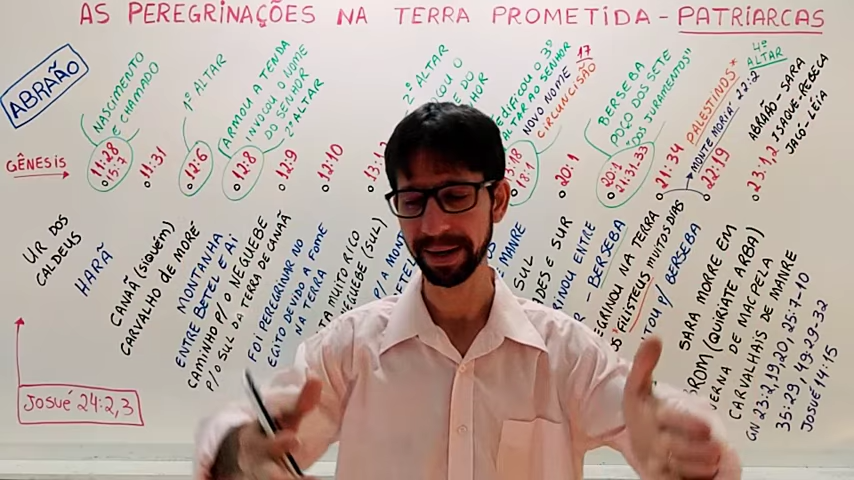 AS PEREGRINAÇÕES NA TERRA PROMETIDA - PATRIARCAS
ABRAÃO
NASCIMENTO
E CHAMADO
1º ALTAR
ARMOU A TENDA
INVOCOU O NOME
DO SENHOR
2º ALTAR
2º ALTAR
EDIFICOU O 3º
ALTAR AO SENHOR
NOVO NOME 17
CIRCUNCISÃO
BERSEBA
POÇO DOS SETE
DOS JURAMENTOS"
PALESTINOS*
MONTE MORIÁ 22:2
4º
ALTAR
ABRAÃO - SARA
ISAQUE - REBECA
JACÓ - LÉIA
GÊNESIS
11:28
15:7
11:31
12:6
12:8
12:9
12:10
18:1
20:1
20:1
21:31,33
21:34
22:19
23:1,2
UR DOS
CALDEUS
HARÃ
CANAÃ (SIQUÉM)
CARVALHO DE MORÉ
MONTANHA
ENTRE BETEL E AI
CAMINHO P/ O NEGUEBE
P/O SUL DA TERRA DE CANAÃ
FOI PEREGRINAR NO
EGITO DEVIDO A FOME
NA TERRA
MUITO RICO
(SUL)
MANRE
SUL
E SUR
ENTRE
- BERSEBA
NA TERRA
FILISTEUS MUITOS DIAS
P/ BERSEBA
SARA MORRE EM
(QUIRIATE ARBA)
DE MACPELA
CARVALHAIS DE MANRE
GN 23:2,19,20, 25:7-10
35:29, 49:29-32
JOSUÉ 14:15
JOSUÉ 24:2,3